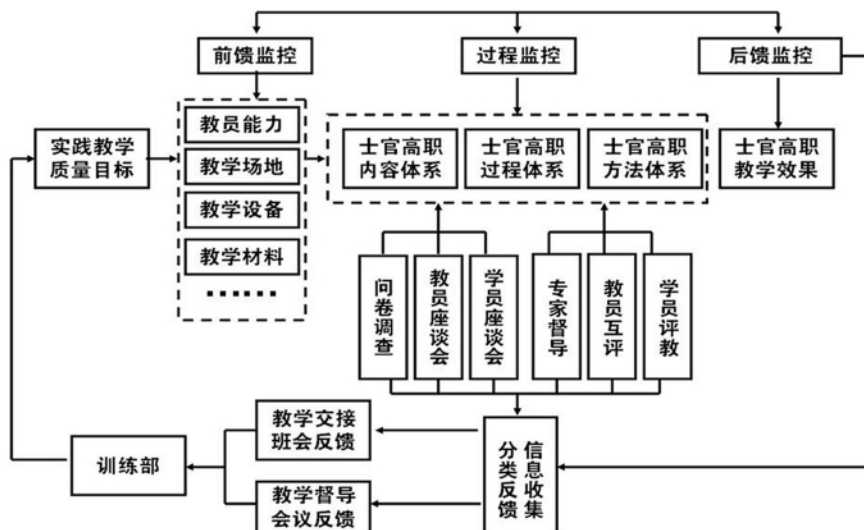 前馈监控
过程监控
后馈监控
教员能力
教学场地
教学设备
教学材料
······
实践教学
质量目标
士官高职
内容体系
士官高职
过程体系
士官高职
方法体系
士官高职
教学效果
问卷调查
教员座谈会
学员座谈会
专家督导
教员互评
学员评教
教学交接
班会反馈
训练部
信息收集
分类反馈
教学督导
会议反馈